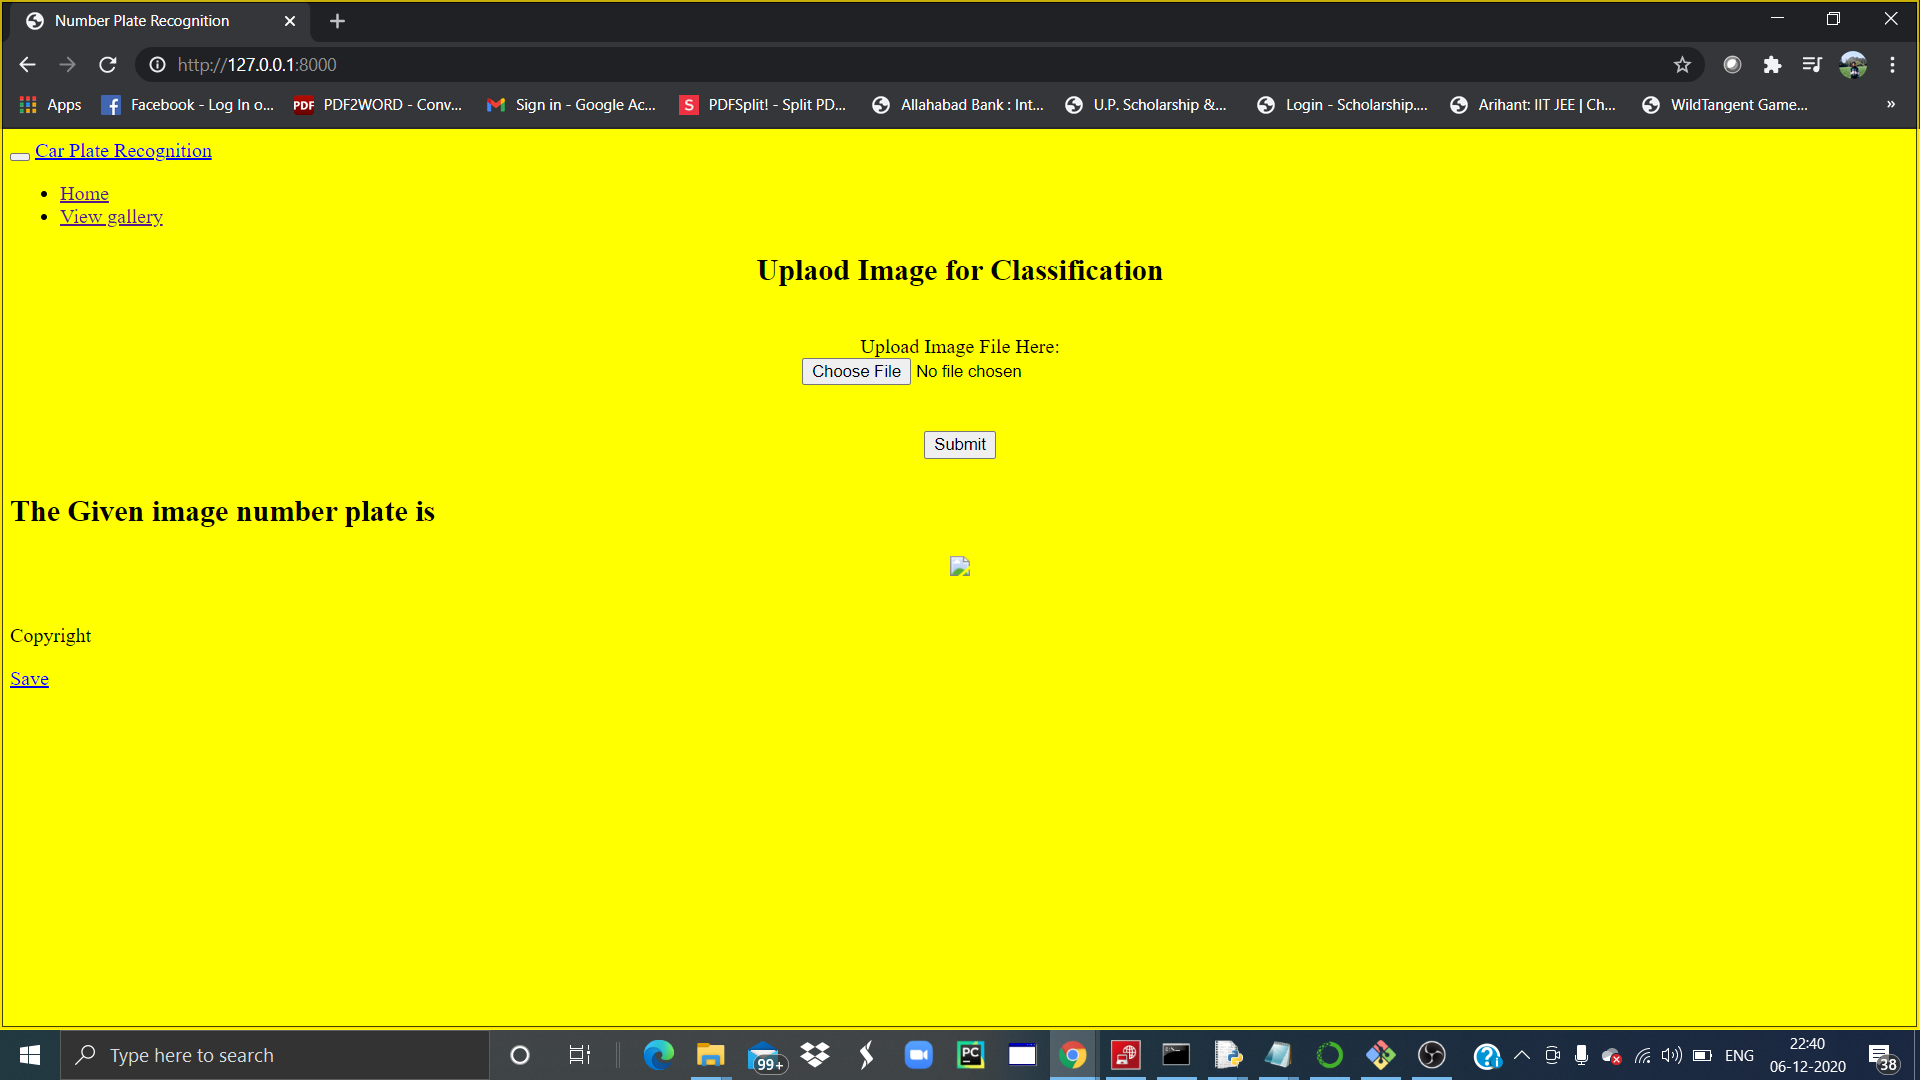 Number Plate Recognition
http://127.0.0.1:8000
Apps
Facebook - Log In o...
PDF PDF2WORD - Conv...
Sign in - Google Ac...
S PDFSplit! - Split PD...
Allahabad Bank : Int...
U.P. Scholarship &...
Login - Scholarship....
Arihant: IIT JEE | Ch...
WildTangent Game...
»
Car Plate Recognition
Home
View gallery
Uplaod Image for Classification
Upload Image File Here:
Choose File No file chosen
Submit
The Given image number plate is
Copyright
Save
Type here to search
99+
PC
ENG
22:40
06-12-2020
38